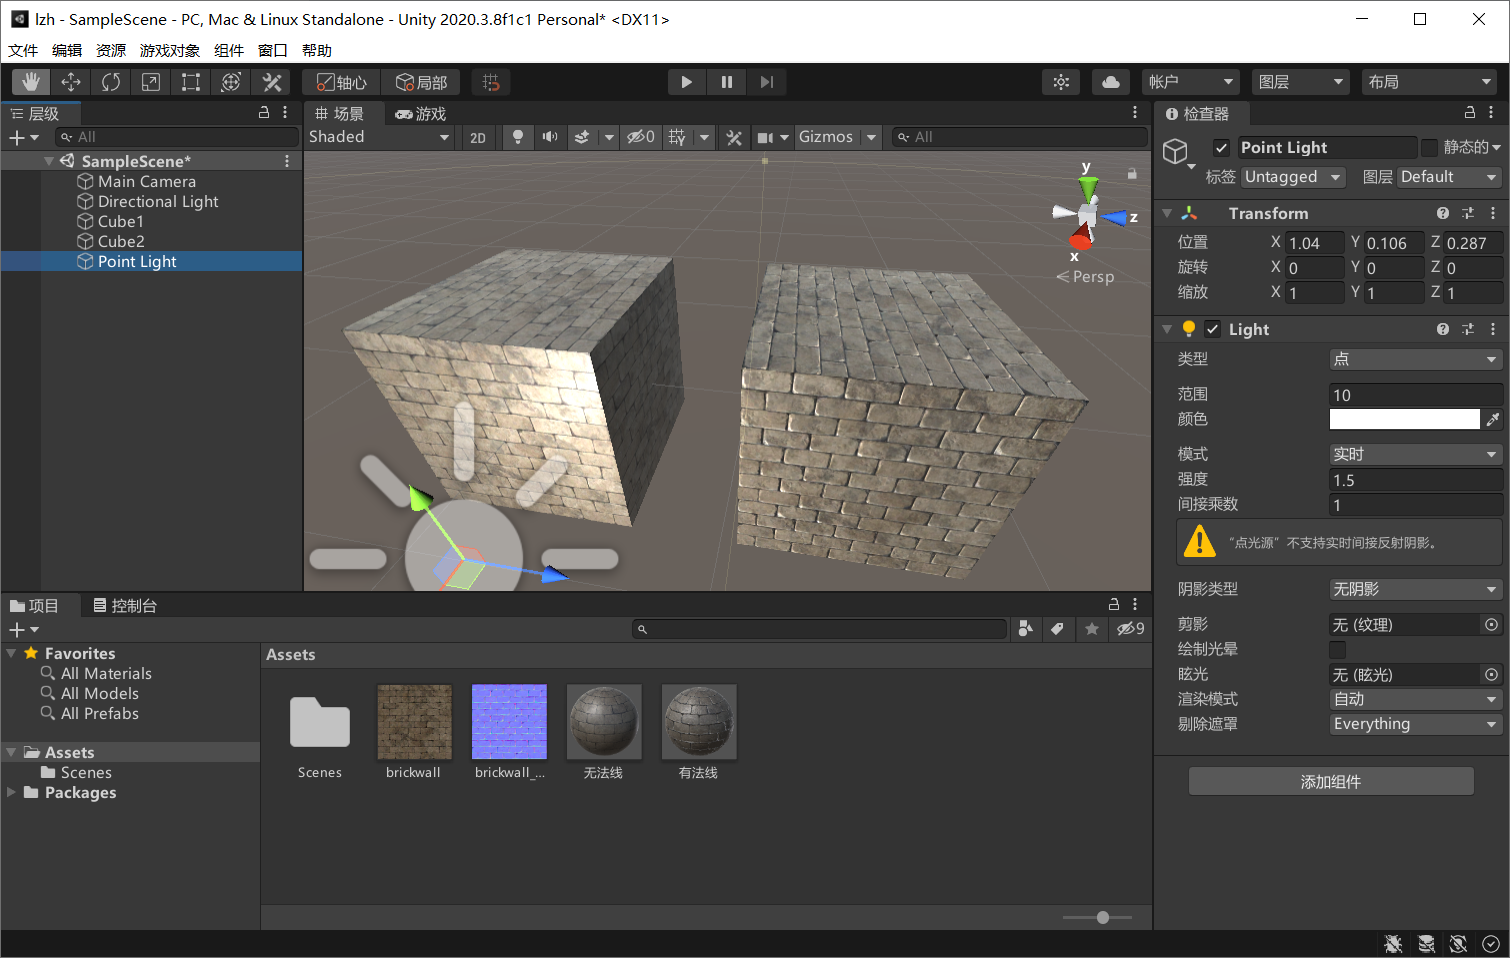 lzh - SampleScene - PC, Mac & Linux Standalone - Unity 2020.3.8f1c1 Personal* <DX11>
文件 编辑 资源 游戏对象 组件 窗口 帮助
轴心 局部 帐户 图层 布局
层级
All
SampleScene*
Main Camera
Directional Light
Cube1
Cube2
Point Light
场景 游戏
Shaded 2D 0 Gizmos All
y
z
x
Persp
检查器
Point Light 静态的
标签 Untagged 图层 Default
Transform
位置 X 1.04 Y 0.106 Z 0.287
旋转 X 0 Y 0 Z 0
缩放 X 1 Y 1 Z 1
Light
类型 点
范围 10
颜色
模式 实时
强度 1.5
间接乘数 1
“点光源” 不支持实时间接反射阴影。
阴影类型 无阴影
剪影 无 (纹理)
绘制光晕
眩光 无 (眩光)
渲染模式 自动
剔除遮罩 Everything
添加组件
项目 控制台
9
Favorites
All Materials
All Models
All Prefabs
Assets
Scenes
Packages
Assets
Scenes brickwall brickwall_... 无法线 有法线